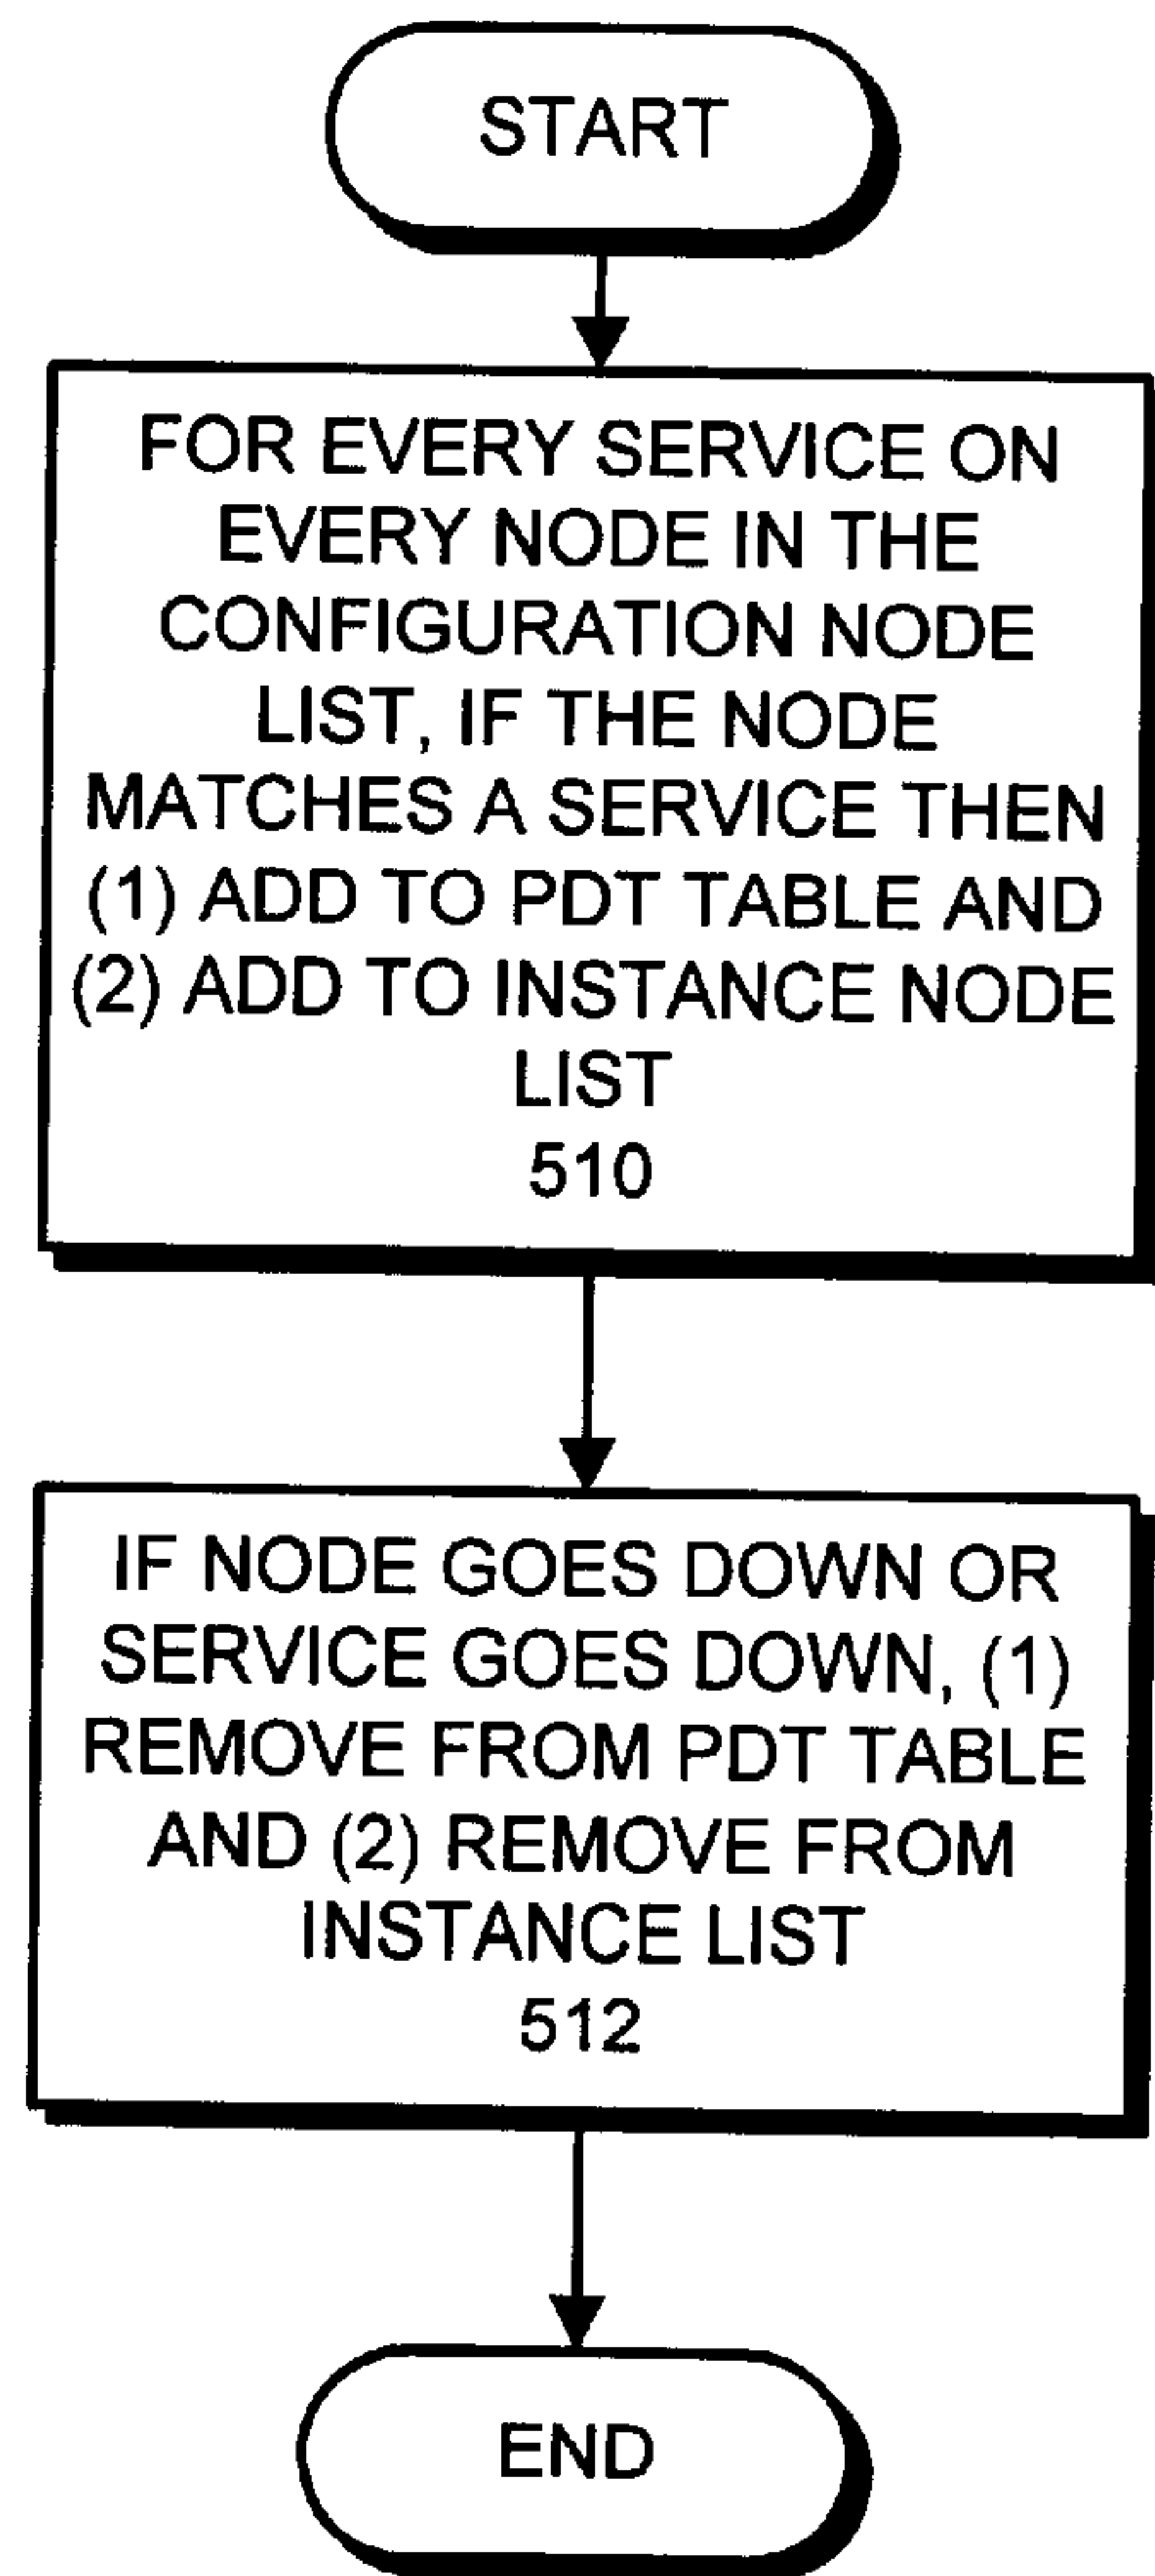 START
FOR EVERY SERVICE ON
EVERY NODE IN THE
CONFIGURATION NODE
LIST, IF THE NODE
MATCHES A SERVICE THEN
(1) ADD TO PDT TABLE AND
(2) ADD TO INSTANCE NODE
LIST
510
IF NODE GOES DOWN OR
SERVICE GOES DOWN, (1)
REMOVE FROM PDT TABLE
AND (2) REMOVE FROM
INSTANCE LIST
512
END